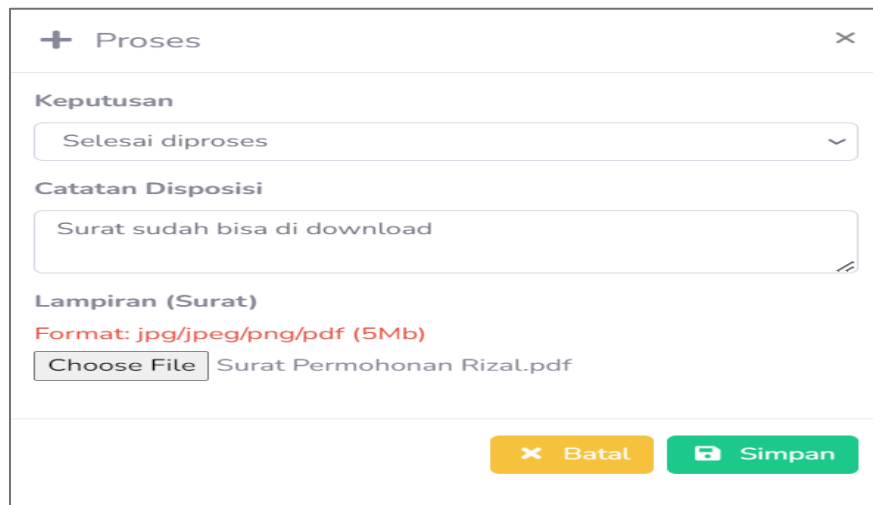 Proses
Keputusan
Selesai diproses
Catatan Disposisi
Surat sudah bisa di download
Lampiran (Surat)
Format: jpg/jpeg/png/pdf (5Mb)
Choose File Surat Permohonan Rizal.pdf
Batal Simpan